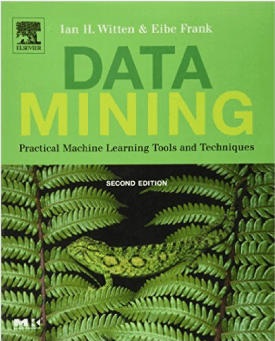 Ian H. Witten & Eibe Frank
ELSEVIER
DATA
MINING
Practical Machine Learning Tools and Techniques
SECOND EDITION